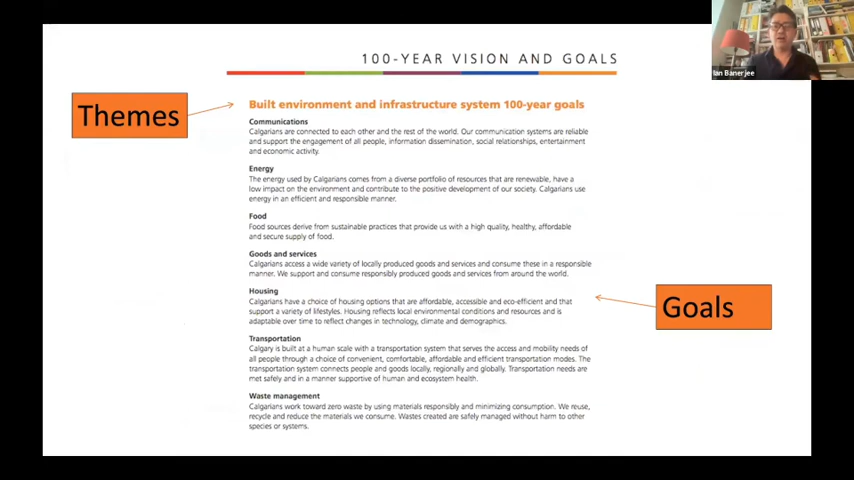 100-YEAR VISION AND GOALS
Themes
Built environment and infrastructure system 100-year goals
Communications
Calgarians are connected to each other and the rest of the world. Our communication systems are reliable
and support the engagement of all people, information dissemination, social relationships, entertainment
and economic activity.
Energy
The energy used by Calgarians comes from a diverse portfolio of resources that are renewable, have a
low impact on the environment and contribute to the positive development of our society. Calgarians use
energy in an efficient and responsible manner.
Food
Food sources derive from sustainable practices that provide us with a high quality, healthy, affordable
and secure supply of food.
Goods and services
Calgarians access a wide variety of locally produced goods and services and consume these in a responsible
manner. We support and consume responsibly produced goods and services from around the world.
Housing
Calgarians have a choice of housing options that are affordable, accessible and eco-efficient and that
support a variety of lifestyles. Housing reflects local environmental conditions and resources and is
adaptable over time to reflect changes in technology, climate and demographics.
Goals
Transportation
Calgary is built at a human scale with a transportation system that serves the access and mobility needs of
all people through a choice of convenient, comfortable, affordable and efficient transportation modes. The
transportation system connects people and goods locally, regionally and globally. Transportation needs are
met safely and in a manner supportive of human and ecosystem health.
Waste management
Calgarians work toward zero waste by using materials responsibly and minimizing consumption. We reuse,
recycle and reduce the materials we consume. Wastes created are safely managed without harm to other
species or systems.
Ian Banerjee